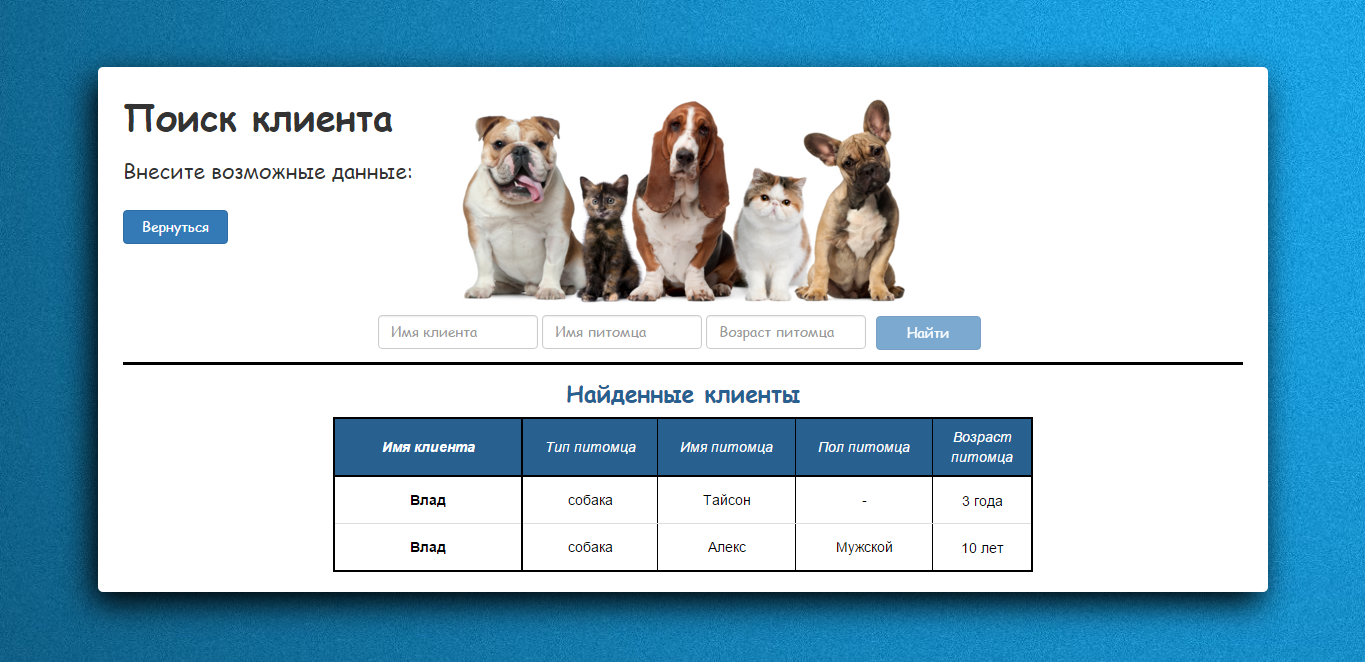 Поиск клиента
Внесите возможные данные:
Вернуться
Имя клиента Имя питомца Возраст питомца Найти
Найденные клиенты
Имя клиента Тип питомца Имя питомца Пол питомца Возраст питомца
Влад собака Тайсон - 3 года
Влад собака Алекс Мужской 10 лет